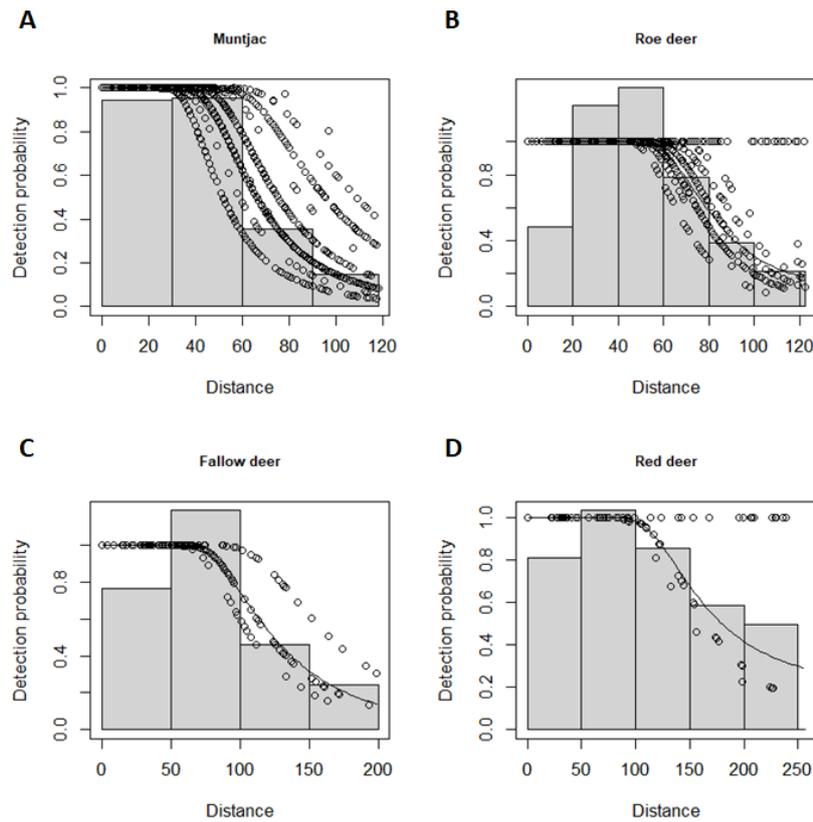 A
Muntjac
Detection probability
1.0
0.8
0.6
0.4
0.2
0.0
0 20 40 60 80 100 120
Distance
B
Roe deer
Detection probability
0.8
0.4
0.0
0 20 40 60 80 100 120
Distance
C
Fallow deer
Detection probability
0.8
0.4
0.0
0 50 100 150 200
Distance
D
Red deer
Detection probability
1.0
0.8
0.6
0.4
0.2
0.0
0 50 100 150 200 250
Distance